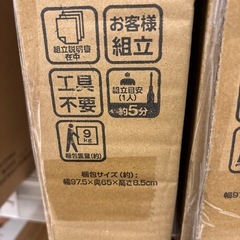 組立説明書
在中
お客様
組立
工具
不要
組立目安
(1人)
約5分
9
kg
梱包重量(約)
梱包サイズ(約):
幅97.5×奥65×高さ8.5cm